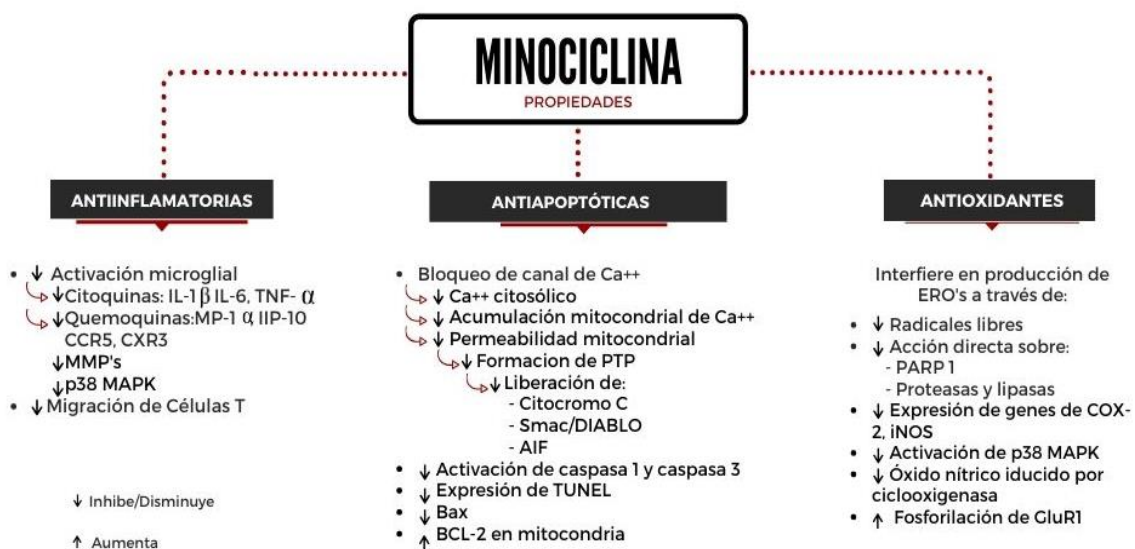 MINOCICLINA
PROPIEDADES
ANTIINFLAMATORIAS
• ↓ Activación microglial
↓Citoquinas: IL-1 β IL-6, TNF- α
↓Quemoquinas:MP-1 α IIP-10
CCR5, CXR3
↓MMP's
↓p38 MAPK
• ↓Migración de Células T
↓ Inhibe/Disminuye
↑ Aumenta
ANTIAPOPTÓTICAS
• Bloqueo de canal de Ca++
↓ Ca++ citosólico
↓ Acumulación mitocondrial de Ca++
↓ Permeabilidad mitocondrial
↓ Formacion de PTP
↓ Liberación de:
- Citocromo C
- Smac/DIABLO
- AIF
• ↓ Activación de caspasa 1 y caspasa 3
• ↓ Expresión de TUNEL
• ↓ Bax
• ↑ BCL-2 en mitocondria
ANTIOXIDANTES
Interfiere en producción de
ERO's a través de:
• ↓ Radicales libres
• ↓ Acción directa sobre:
- PARP 1
- Proteasas y lipasas
• ↓ Expresión de genes de COX-
2, iNOS
• ↓ Activación de p38 MAPK
• ↓ Óxido nítrico iducido por
ciclooxigenasa
• ↑ Fosforilación de GluR1